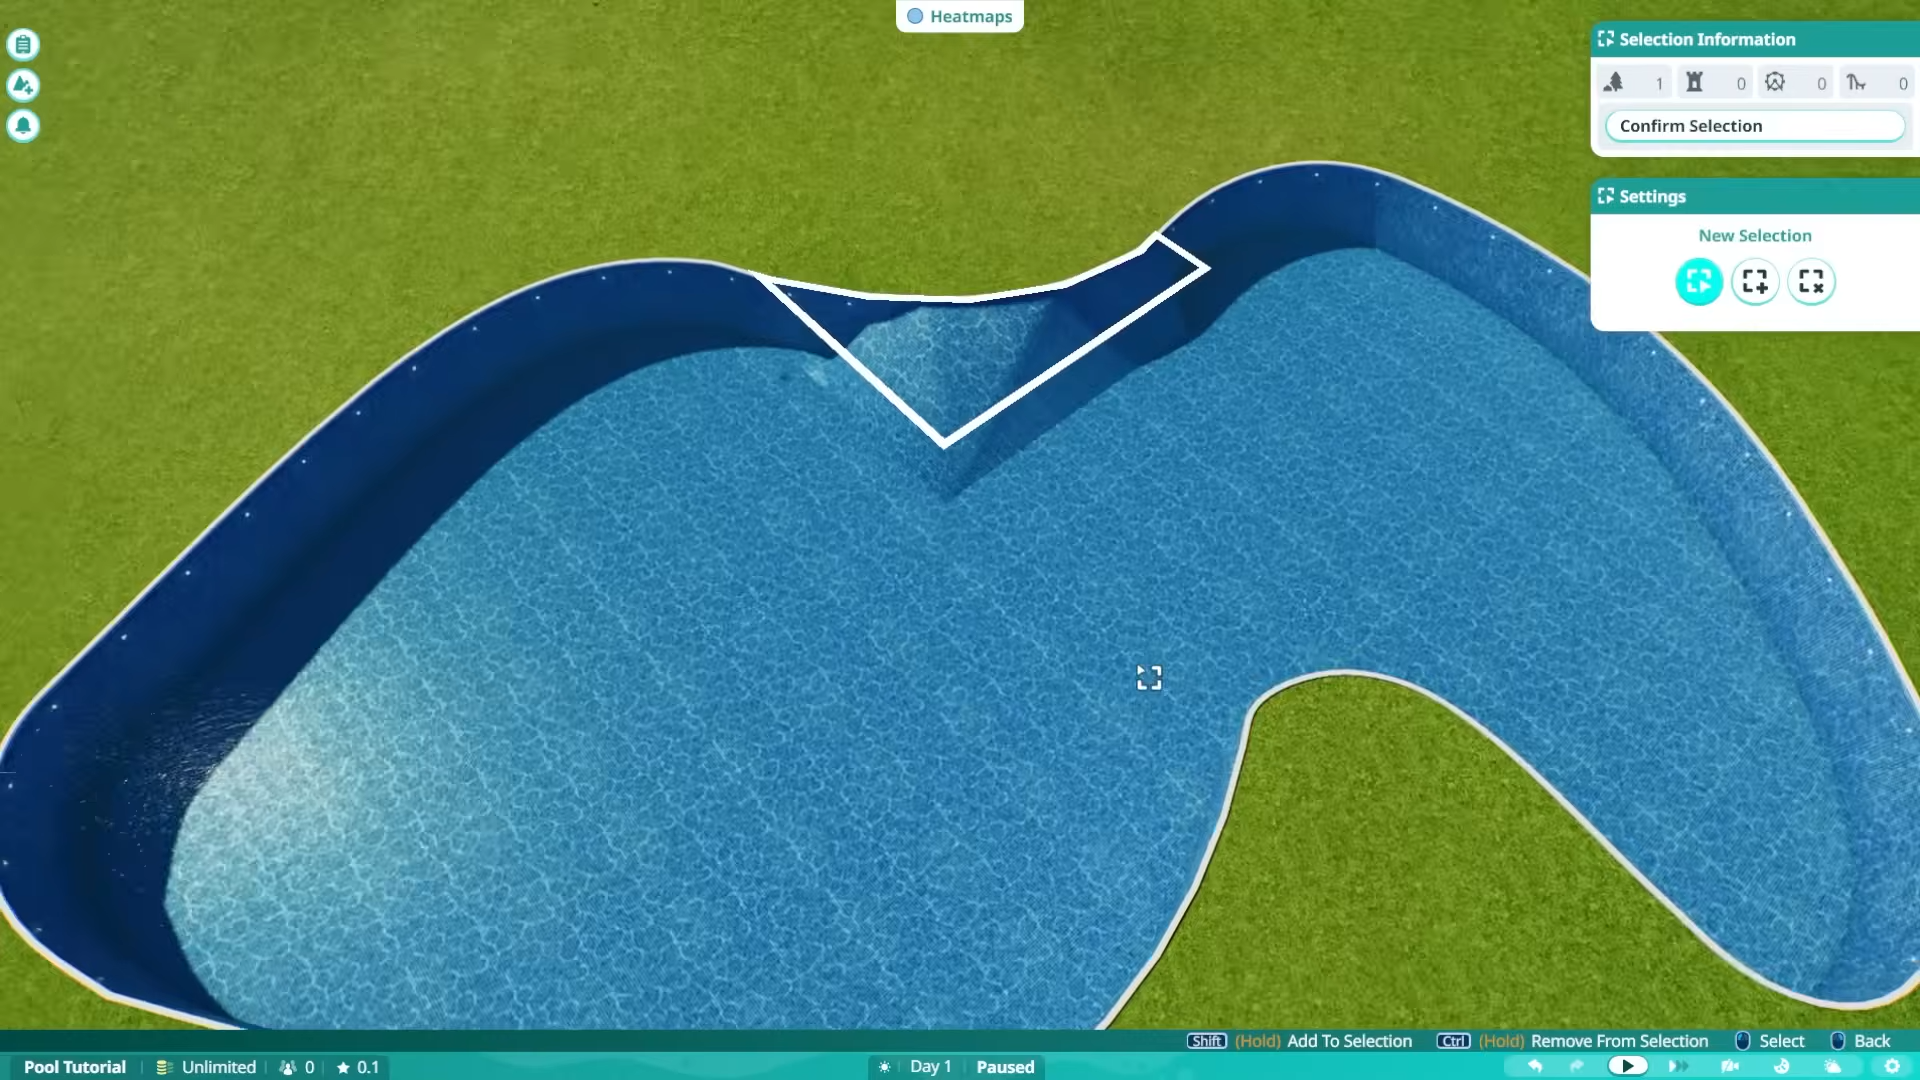 Heatmaps
Selection Information
1 0 0 0
Confirm Selection
Settings
New Selection
Shift (Hold) Add To Selection Ctrl (Hold) Remove From Selection Select Back
Pool Tutorial Unlimited 0 0.1 Day 1 Paused